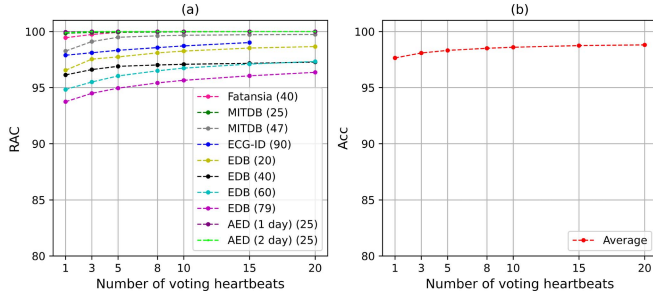 (a)
100
95
90
85
80
RAC
1 3 5 8 10 15 20
Number of voting heartbeats
Fatansia (40)
MITDB (25)
MITDB (47)
ECG-ID (90)
EDB (20)
EDB (40)
EDB (60)
EDB (79)
AED (1 day) (25)
AED (2 day) (25)
(b)
100
95
90
85
80
Acc
1 3 5 8 10 15 20
Number of voting heartbeats
Average